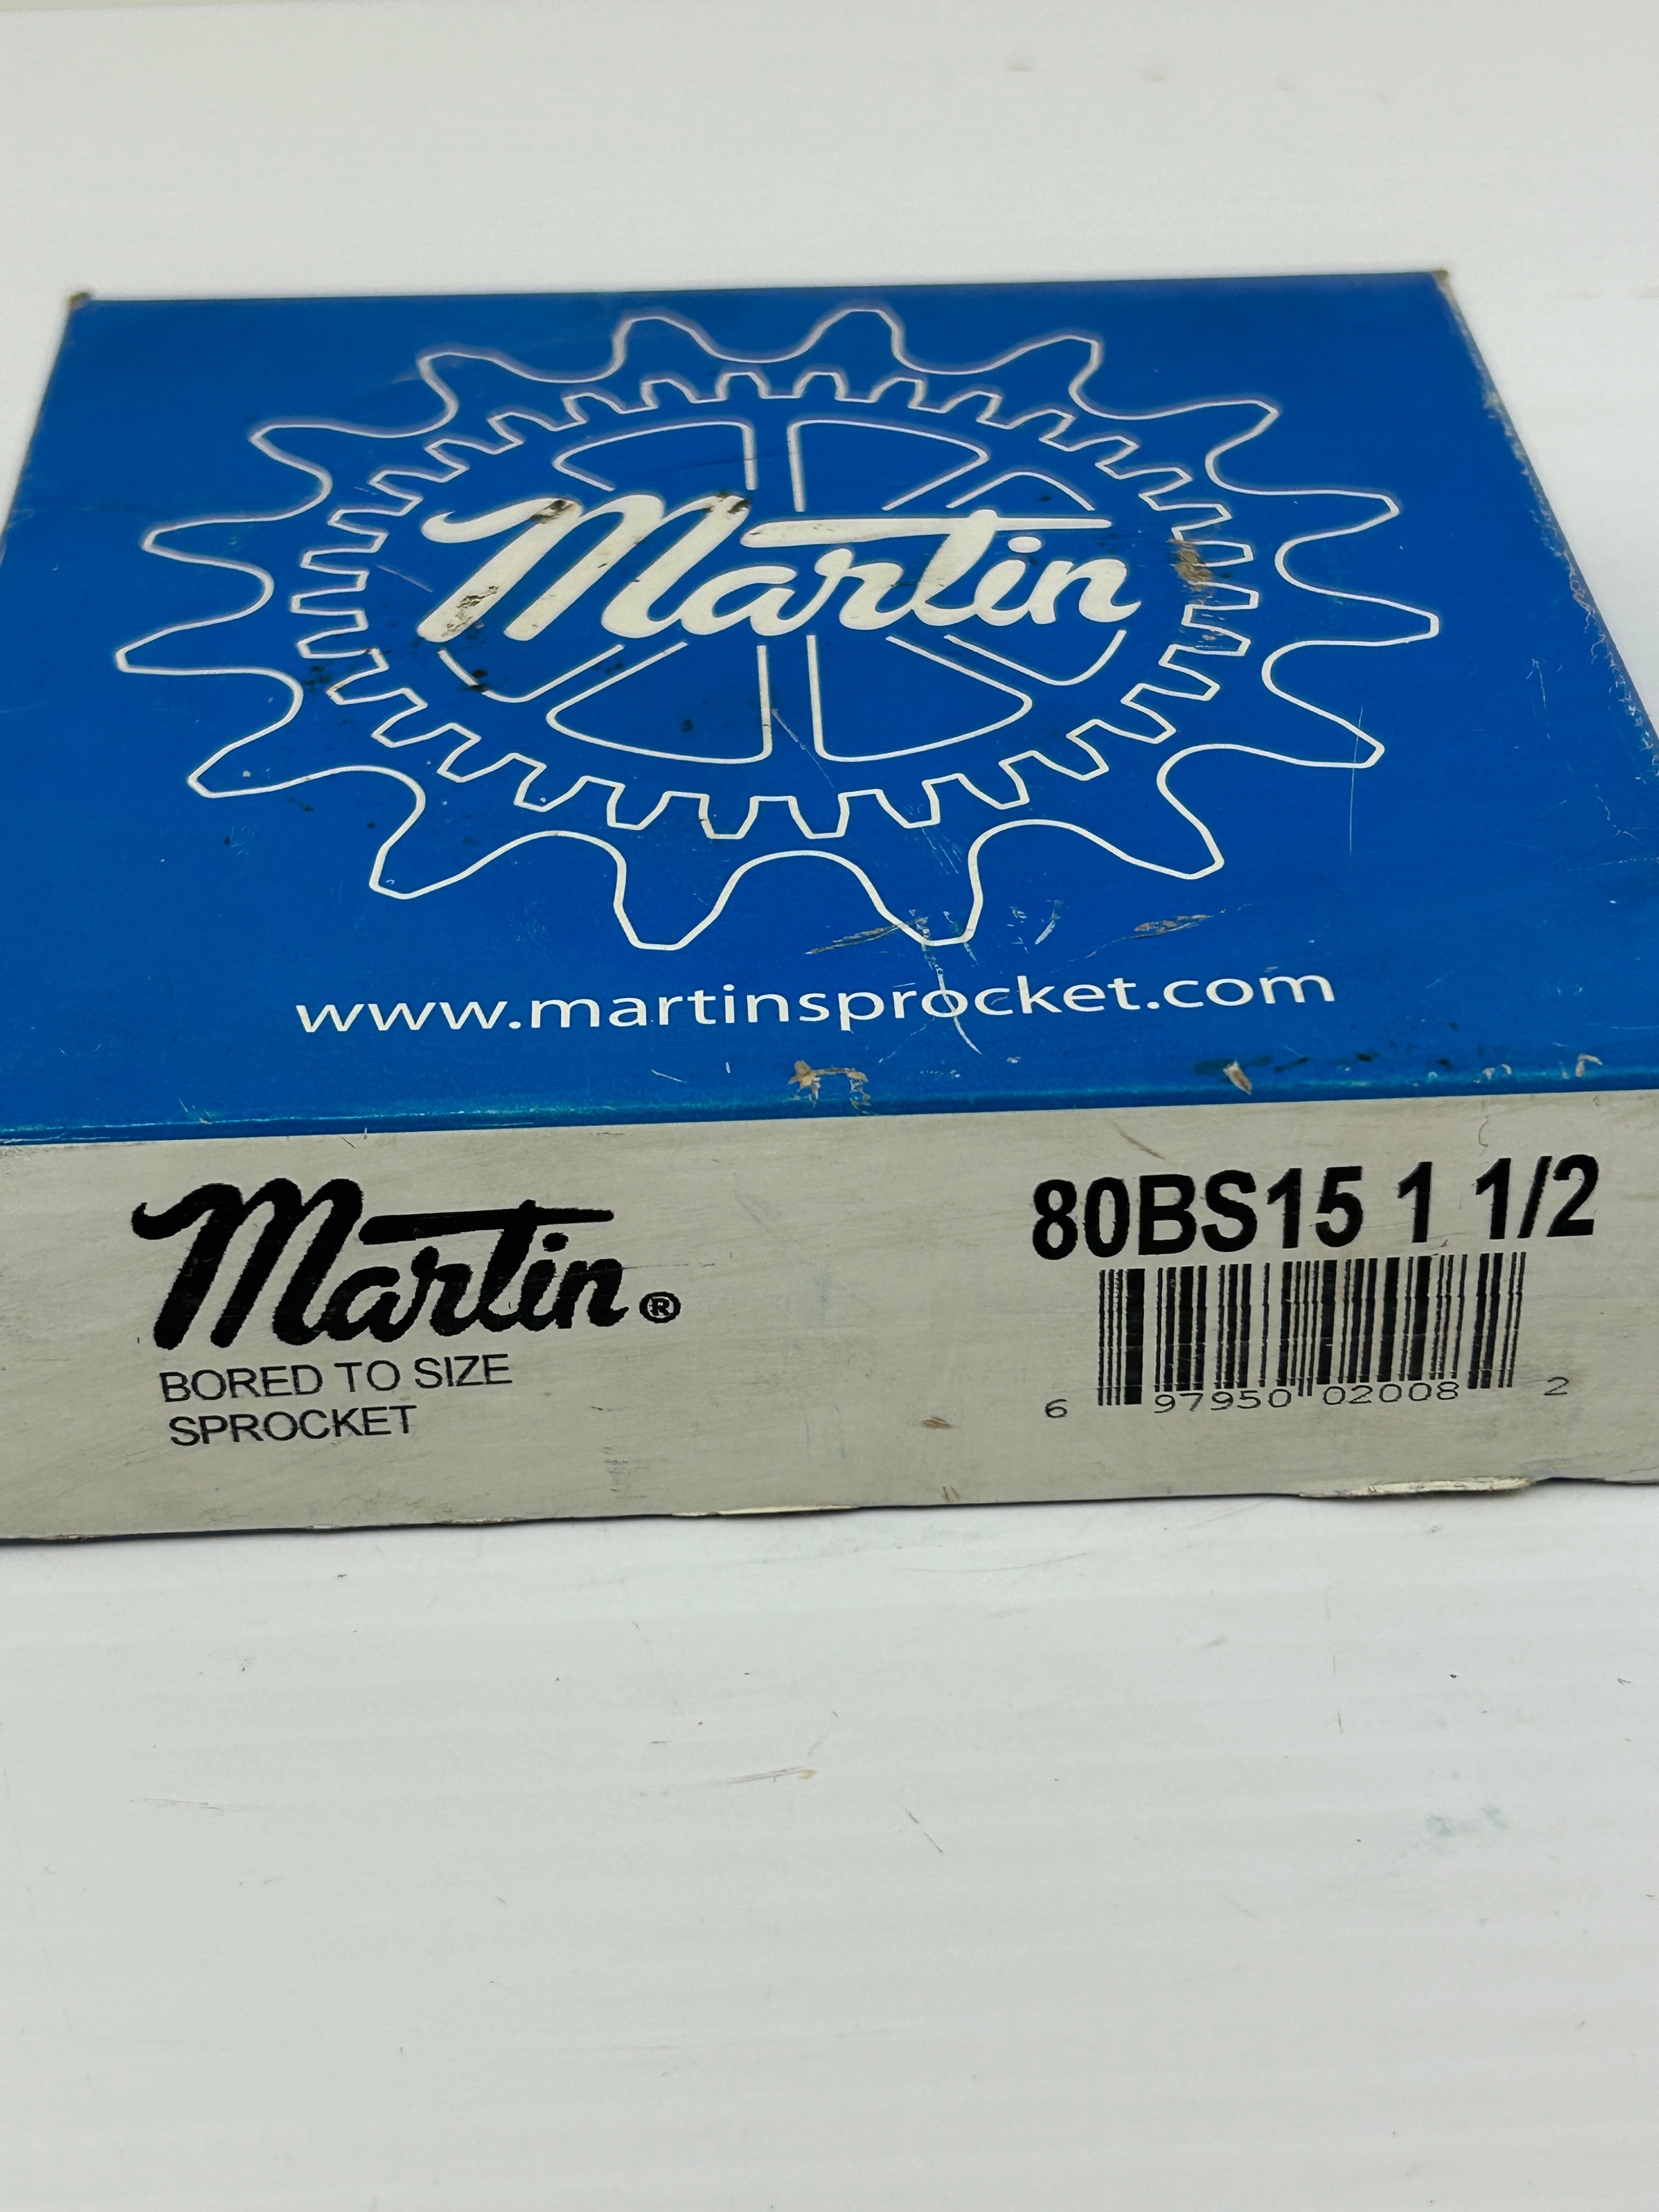 Martin
www.martinsprocket.com
Martin®
BORED TO SIZE
SPROCKET
80BS15 1 1/2
6 97950 02008 2